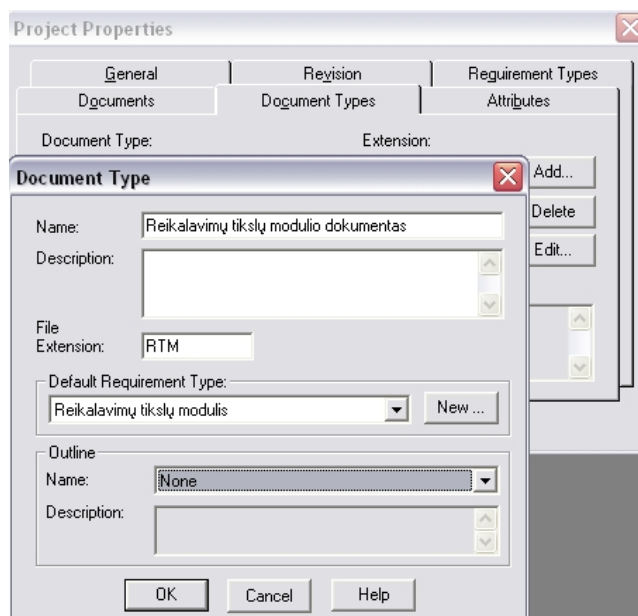 Project Properties
General Revision Requirement Types
Documents Document Types Attributes
Document Type: Extension:
Add...
Delete
Edit...
Document Type
Name: Reikalavimų tikslų modulio dokumentas
Description:
File
Extension: RTM
Default Requirement Type:
Reikalavimų tikslų modulis New ...
Outline
Name: None
Description:
OK Cancel Help